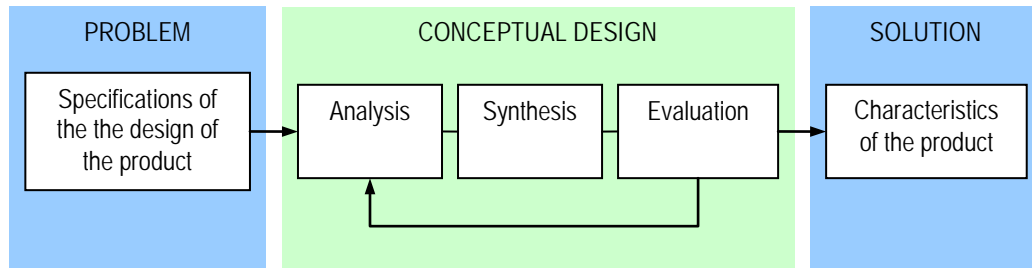 PROBLEM
Specifications of
the the design of
the product
CONCEPTUAL DESIGN
Analysis
Synthesis
Evaluation
SOLUTION
Characteristics
of the product